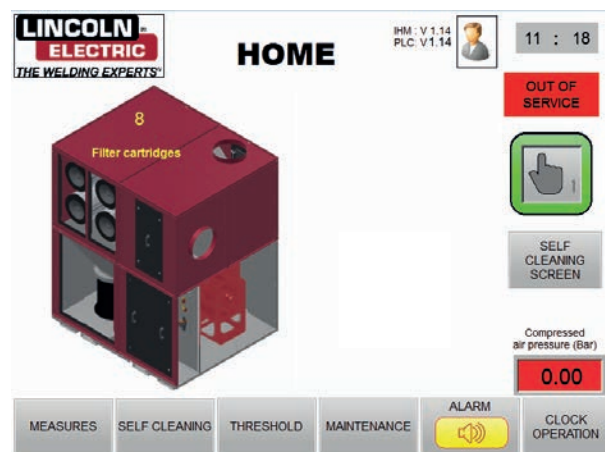 LINCOLN
ELECTRIC
THE WELDING EXPERTS
HOME
IHM : V 1.14
PLC: V 1.14
11 : 18
OUT OF
SERVICE
8
Filter cartridges
1
SELF
CLEANING
SCREEN
Compressed
air pressure (Bar)
0.00
MEASURES
SELF CLEANING
THRESHOLD
MAINTENANCE
ALARM
CLOCK
OPERATION